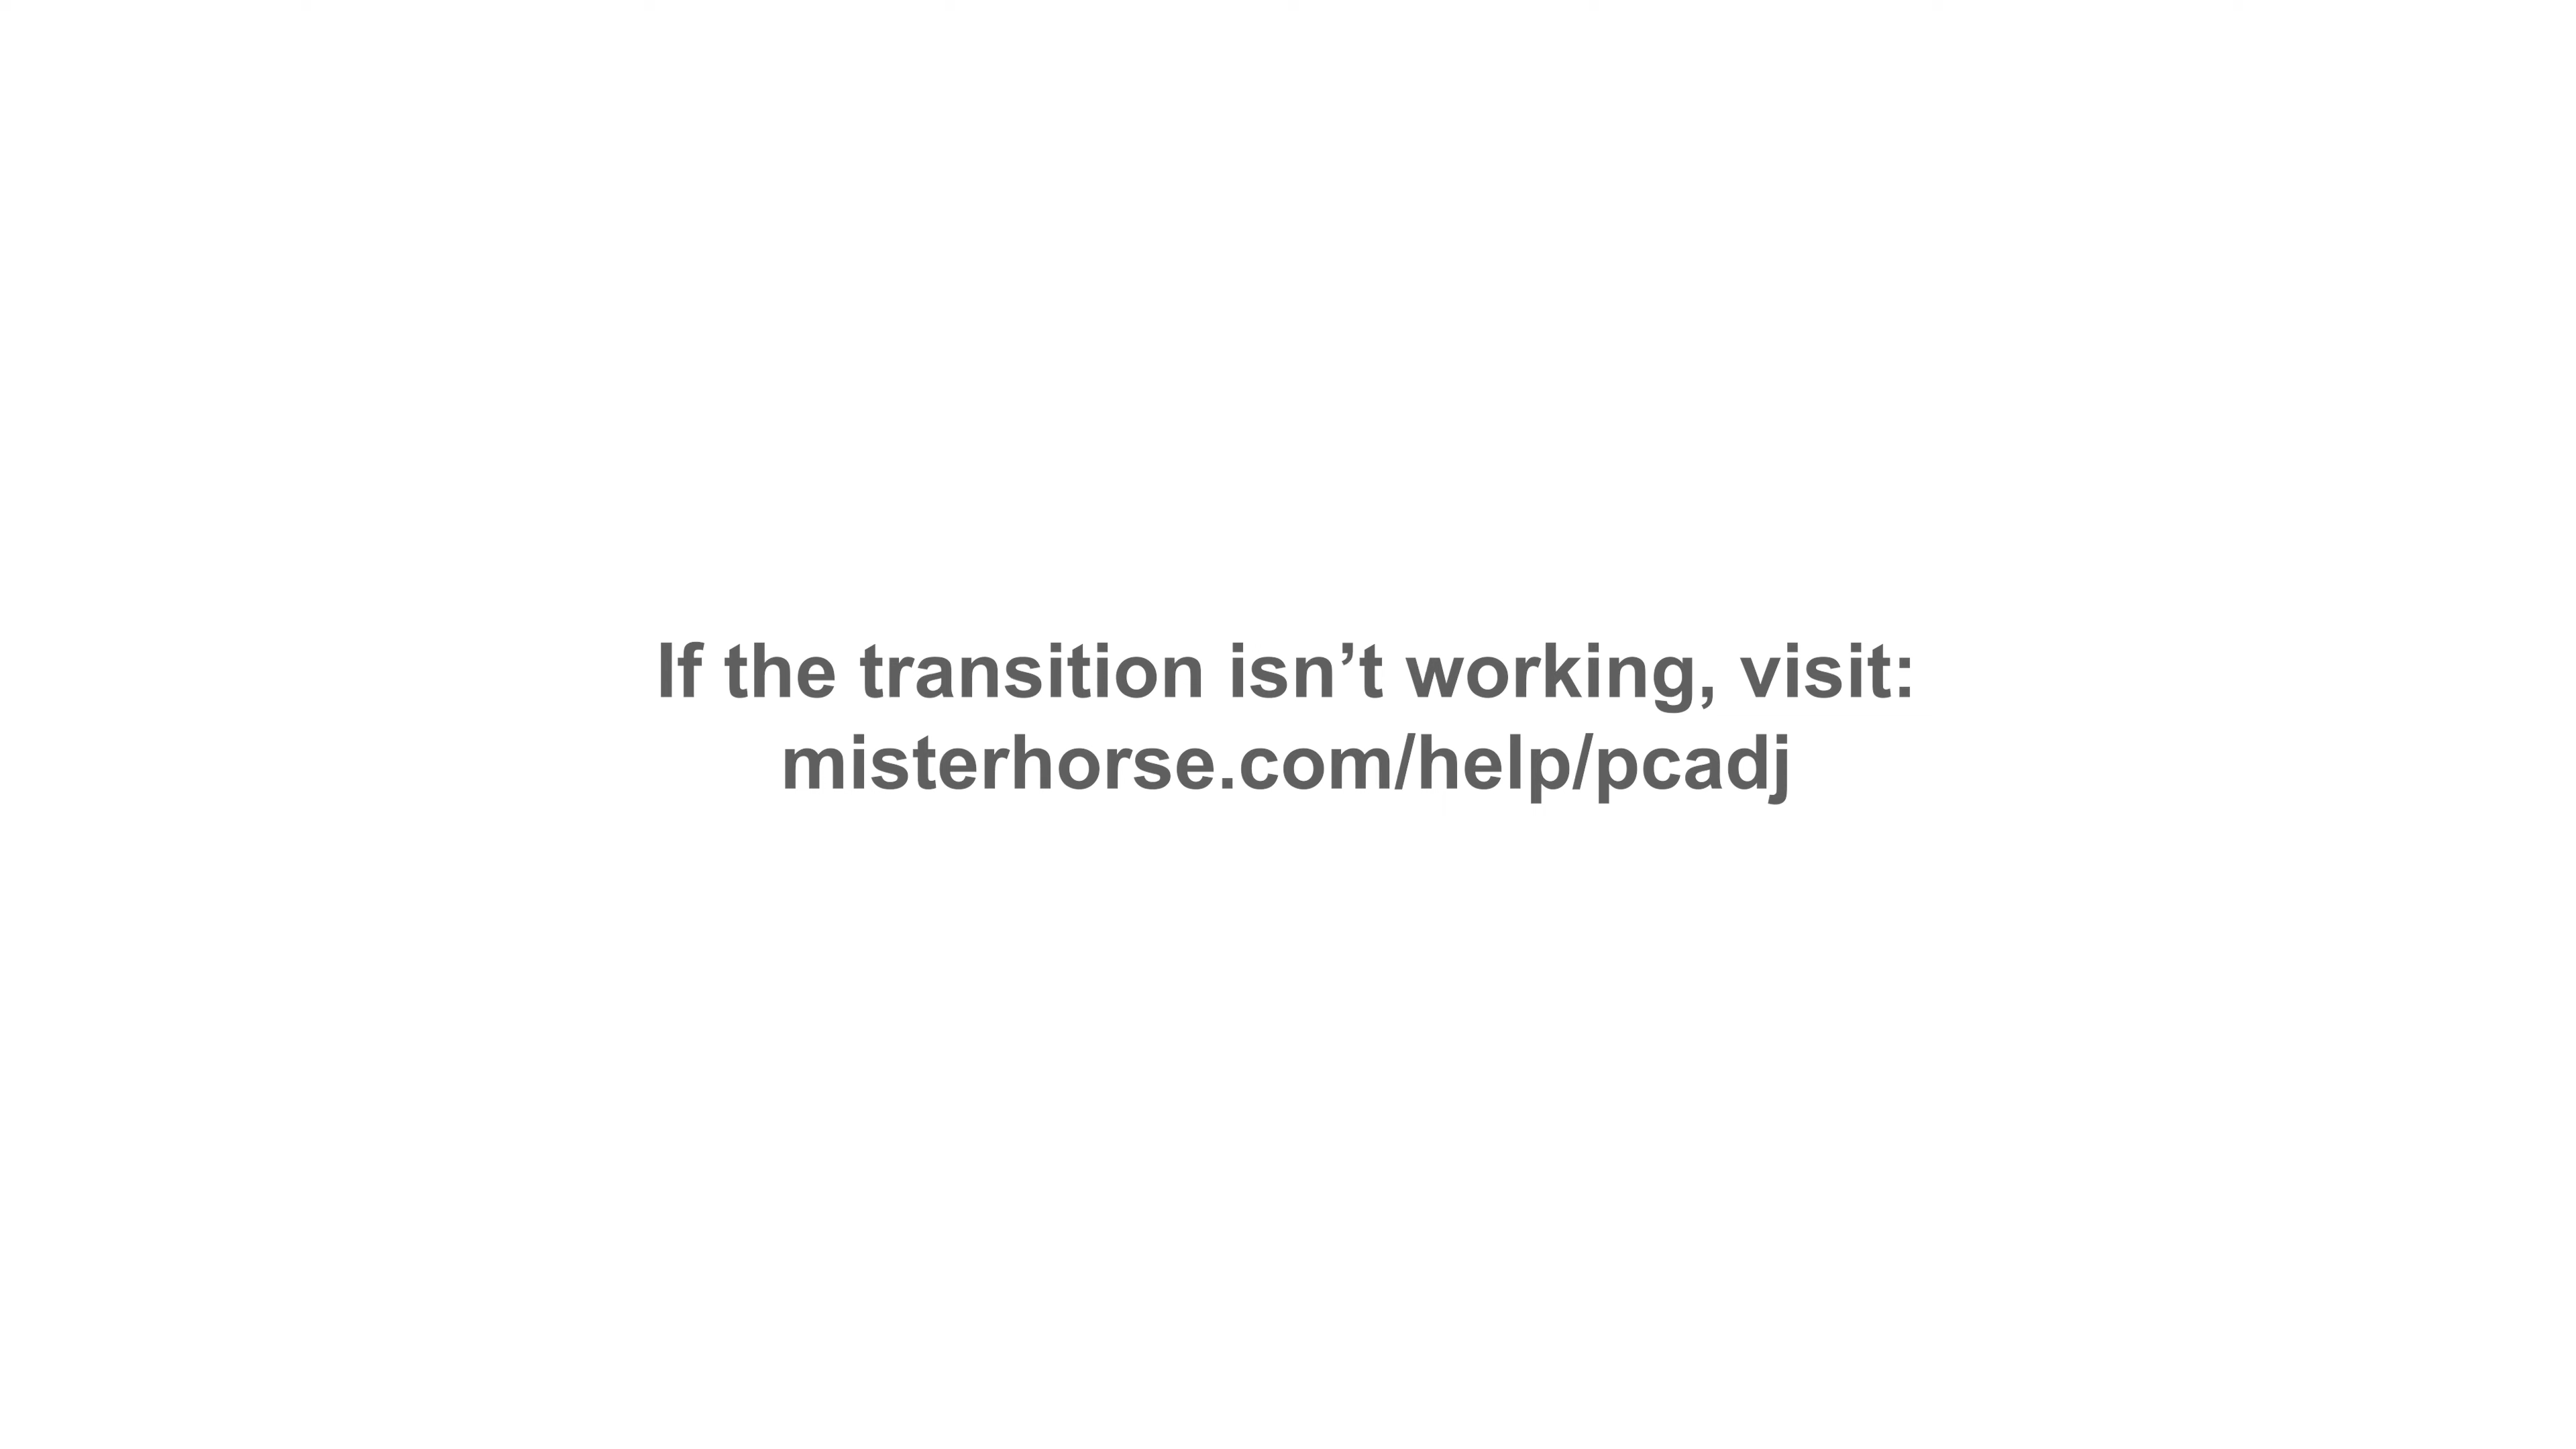 If the transition isn’t working, visit:
misterhorse.com/help/pcadj